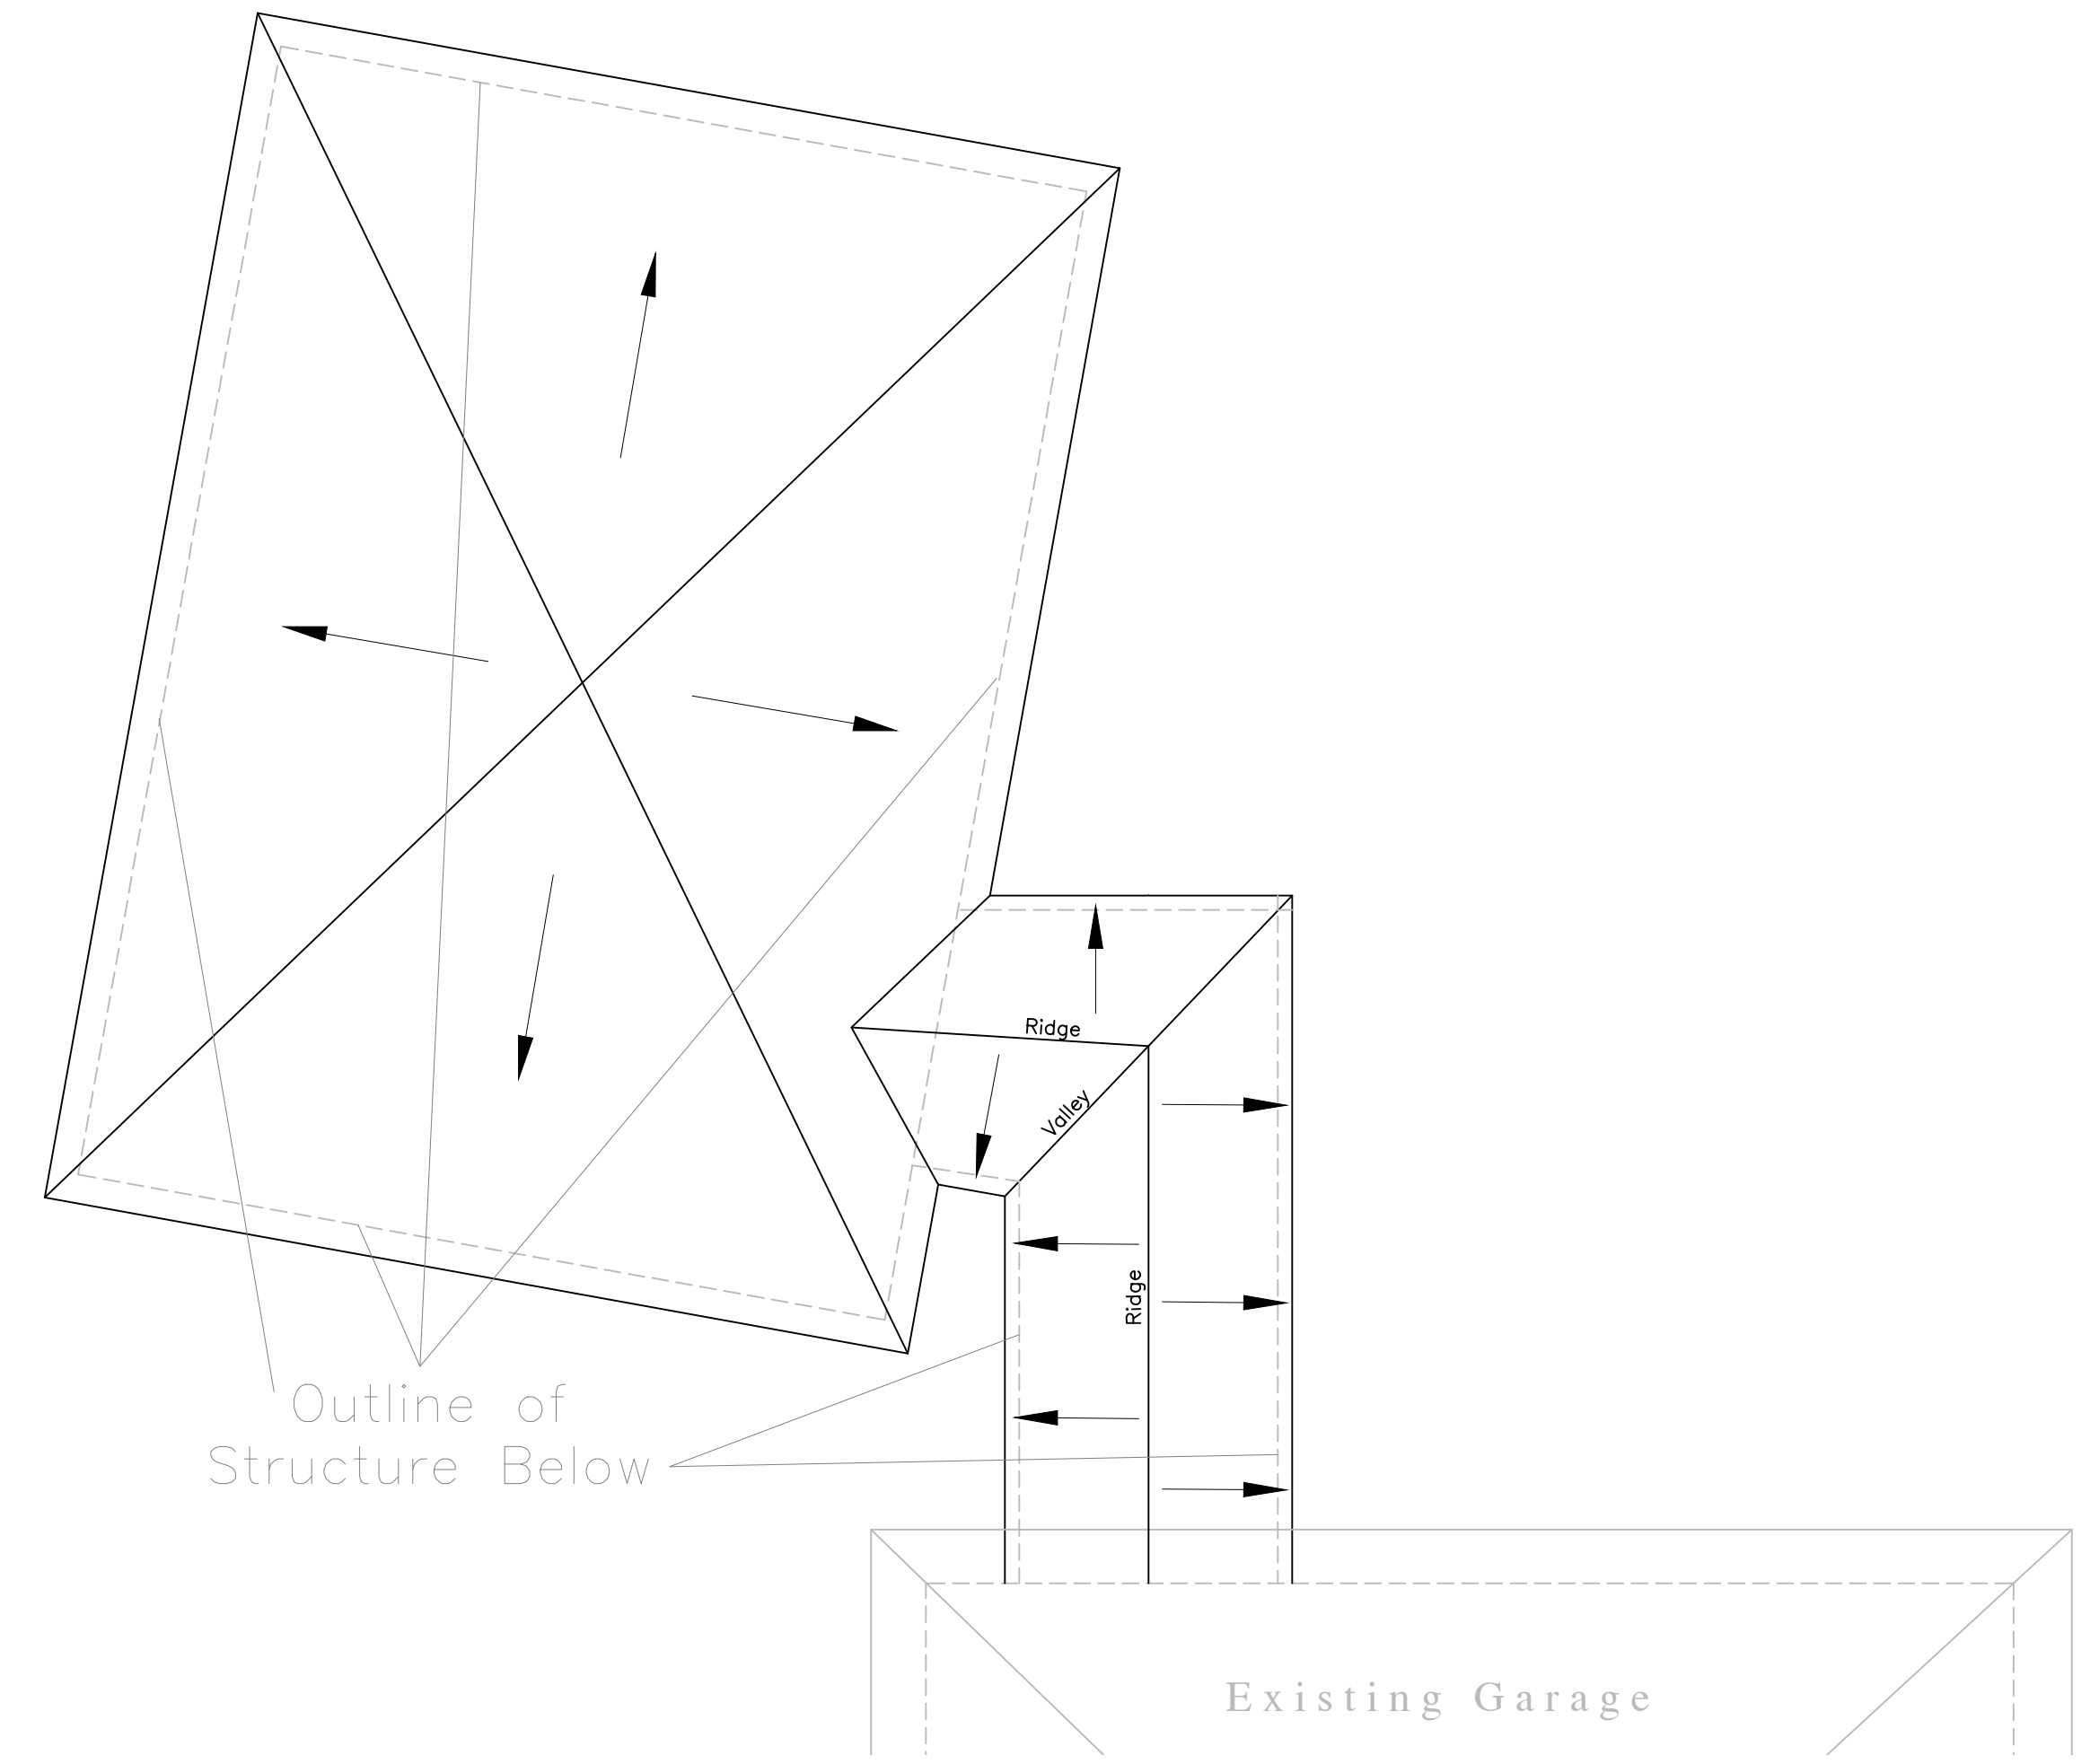 Ridge
Valley
Ridge
Outline of
Structure Below
Existing Garage